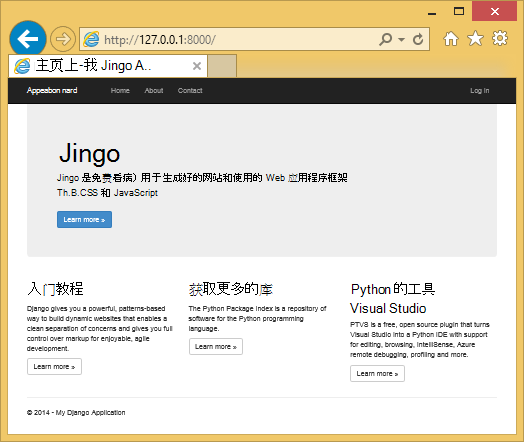 http://127.0.0.1:8000/
主页上-我 Jingo A..
Appeabon nard Home About Contact Log in
Jingo
Jingo 是免费看病) 用于生成好的网站和使用的 Web 应用程序框架
Th.B.CSS 和 JavaScript
Learn more »
入门教程
Django gives you a powerful, patterns-based
way to build dynamic websites that enables a
clean separation of concerns and gives you full
control over markup for enjoyable, agile
development.
Learn more »
获取更多的库
The Python Package Index is a repository of
software for the Python programming
language.
Learn more »
Python 的工具
Visual Studio
PTVS is a free, open source plugin that turns
Visual Studio into a Python IDE with support
for editing, browsing, IntelliSense, Azure
remote debugging, profiling and more.
Learn more »
© 2014 - My Django Application